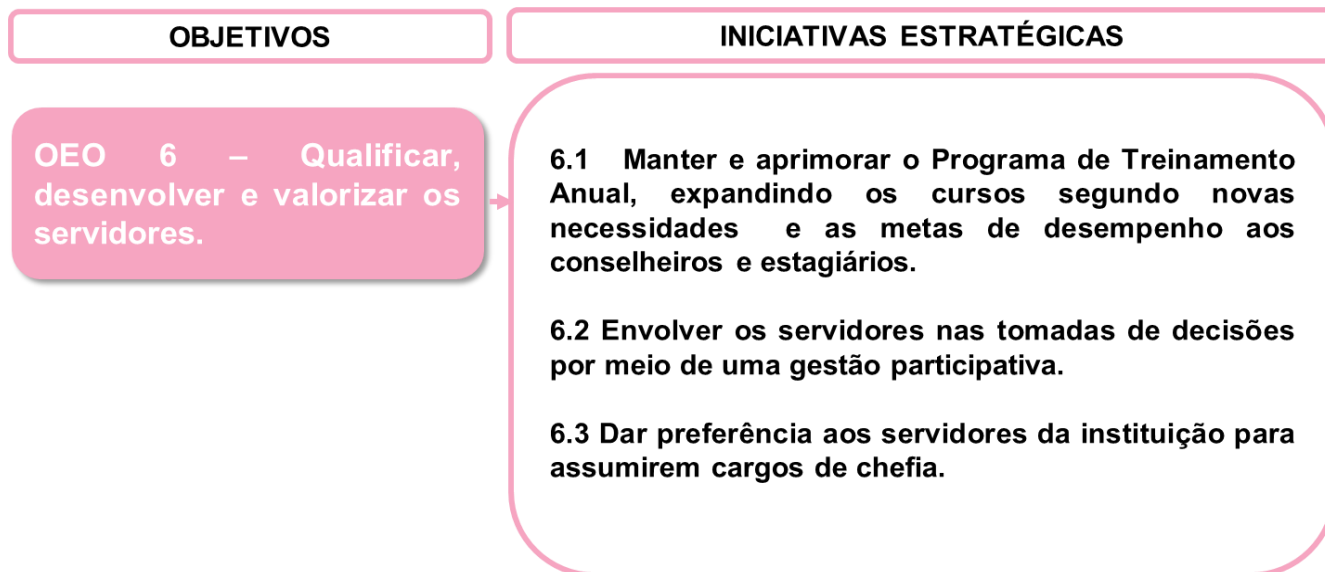 OBJETIVOS
INICIATIVAS ESTRATÉGICAS
OEO 6 – Qualificar,
desenvolver e valorizar os
servidores.
6.1 Manter e aprimorar o Programa de Treinamento
Anual, expandindo os cursos segundo novas
necessidades e as metas de desempenho aos
conselheiros e estagiários.
6.2 Envolver os servidores nas tomadas de decisões
por meio de uma gestão participativa.
6.3 Dar preferência aos servidores da instituição para
assumirem cargos de chefia.